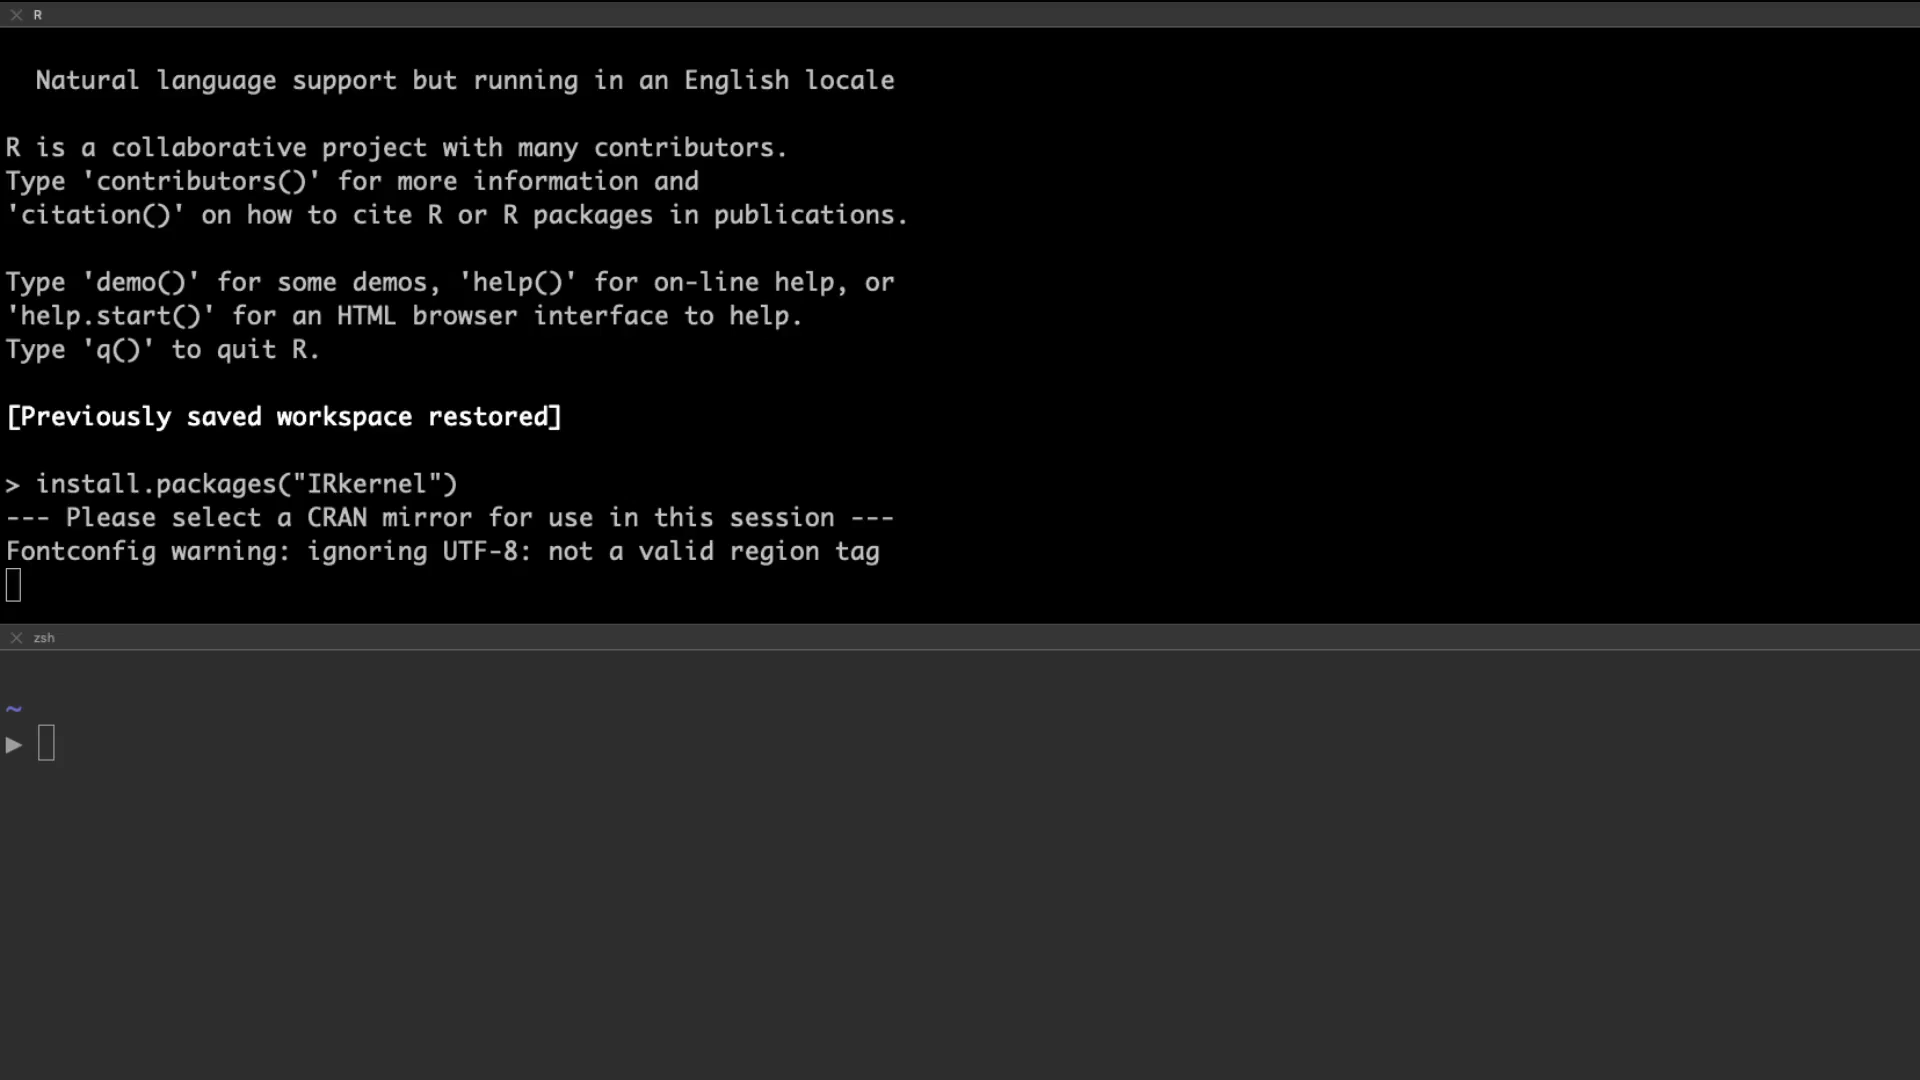 R
Natural language support but running in an English locale
R is a collaborative project with many contributors.
Type 'contributors()' for more information and
'citation()' on how to cite R or R packages in publications.
Type 'demo()' for some demos, 'help()' for on-line help, or
'help.start()' for an HTML browser interface to help.
Type 'q()' to quit R.
[Previously saved workspace restored]
> install.packages("IRkernel")
--- Please select a CRAN mirror for use in this session ---
Fontconfig warning: ignoring UTF-8: not a valid region tag
zsh
~
▶